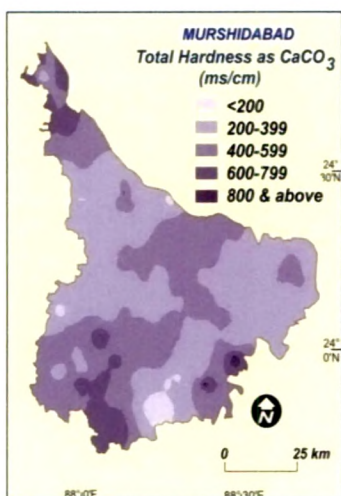 MURSHIDABAD
Total Hardness as CaCO3
(ms/cm)
<200
200-399
400-599
600-799
800 & above
24°
30'N
24°
0'N
N
0 25 km
88°0'E 88°30'E